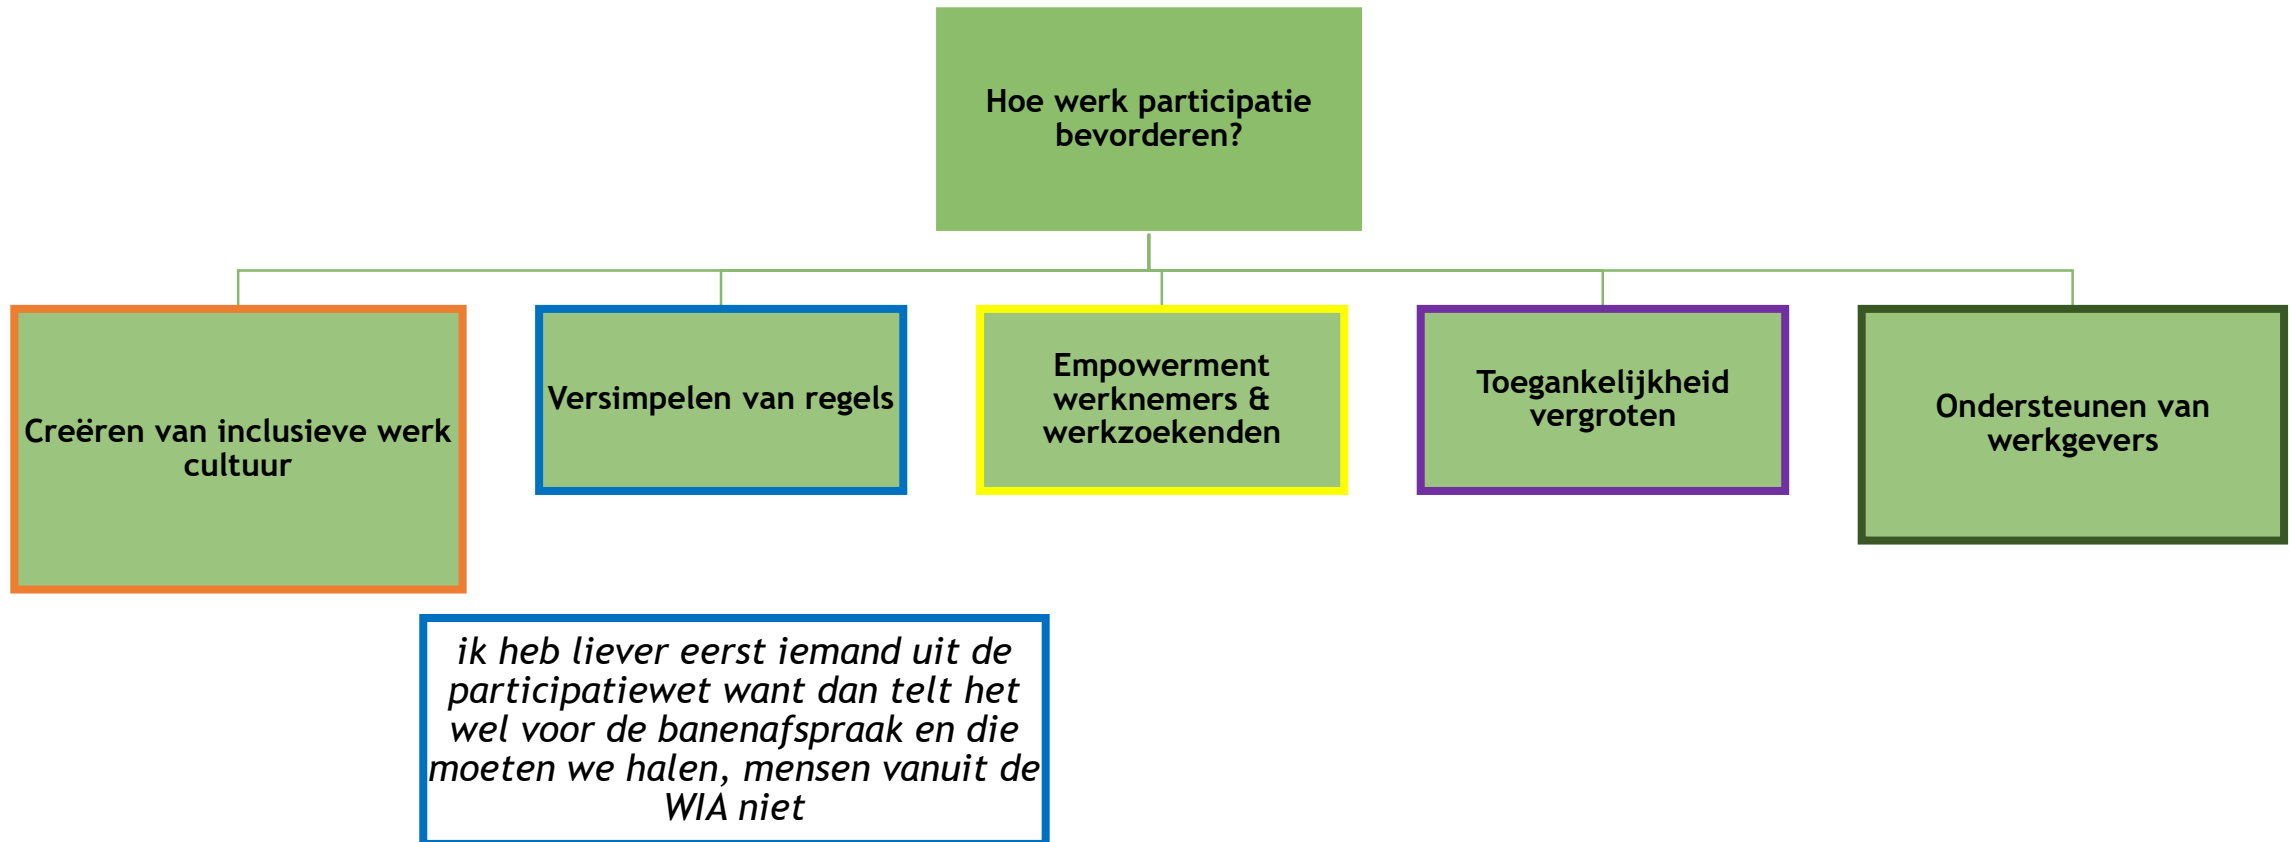 Hoe werk participatie
bevorderen?
Creëren van inclusieve werk
cultuur
Versimpelen van regels
Empowerment
werknemers &
werkzoekenden
Toegankelijkheid
vergroten
Ondersteunen van
werkgevers
ik heb liever eerst iemand uit de
participatiewet want dan telt het
wel voor de banenafspraak en die
moeten we halen, mensen vanuit de
WIA niet